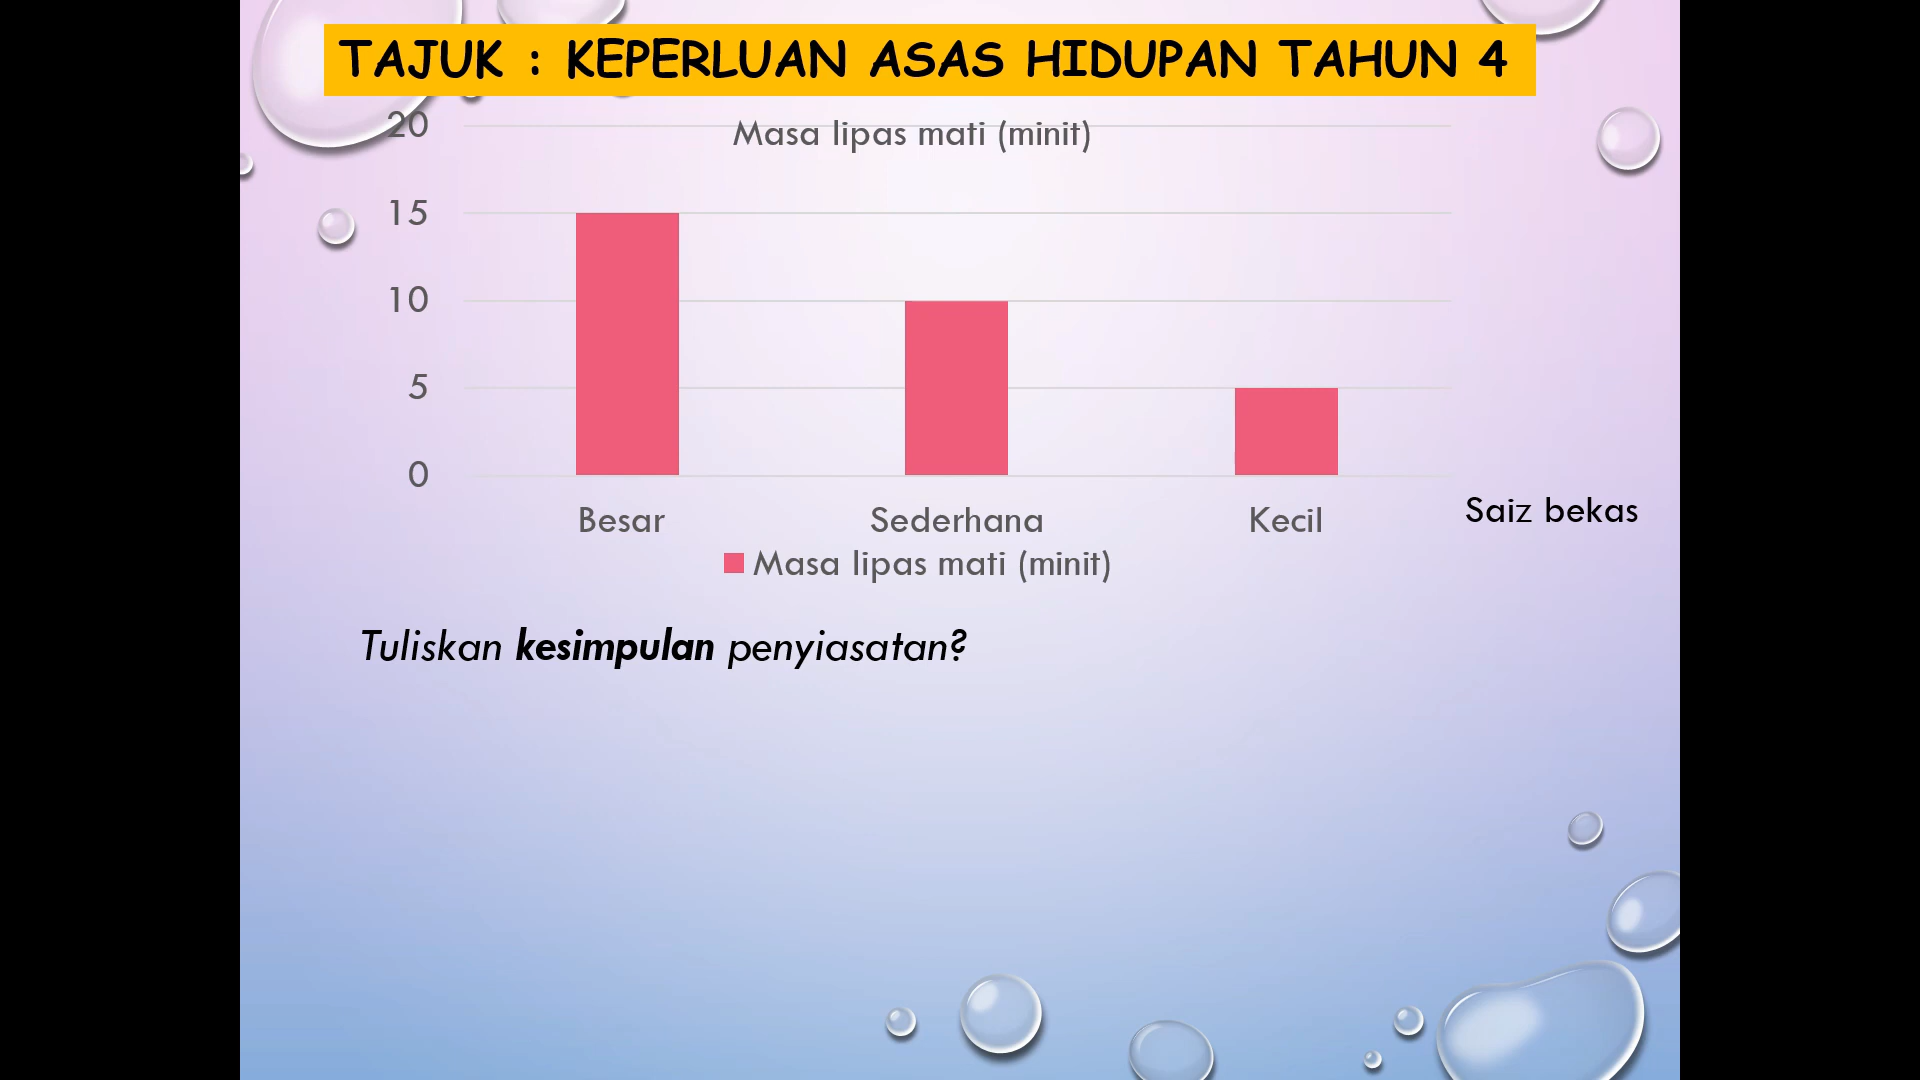 TAJUK : KEPERLUAN ASAS HIDUPAN TAHUN 4
Masa lipas mati (minit)
20
15
10
5
0
Besar Sederhana Kecil
Saiz bekas
Masa lipas mati (minit)
Tuliskan kesimpulan penyiasatan?